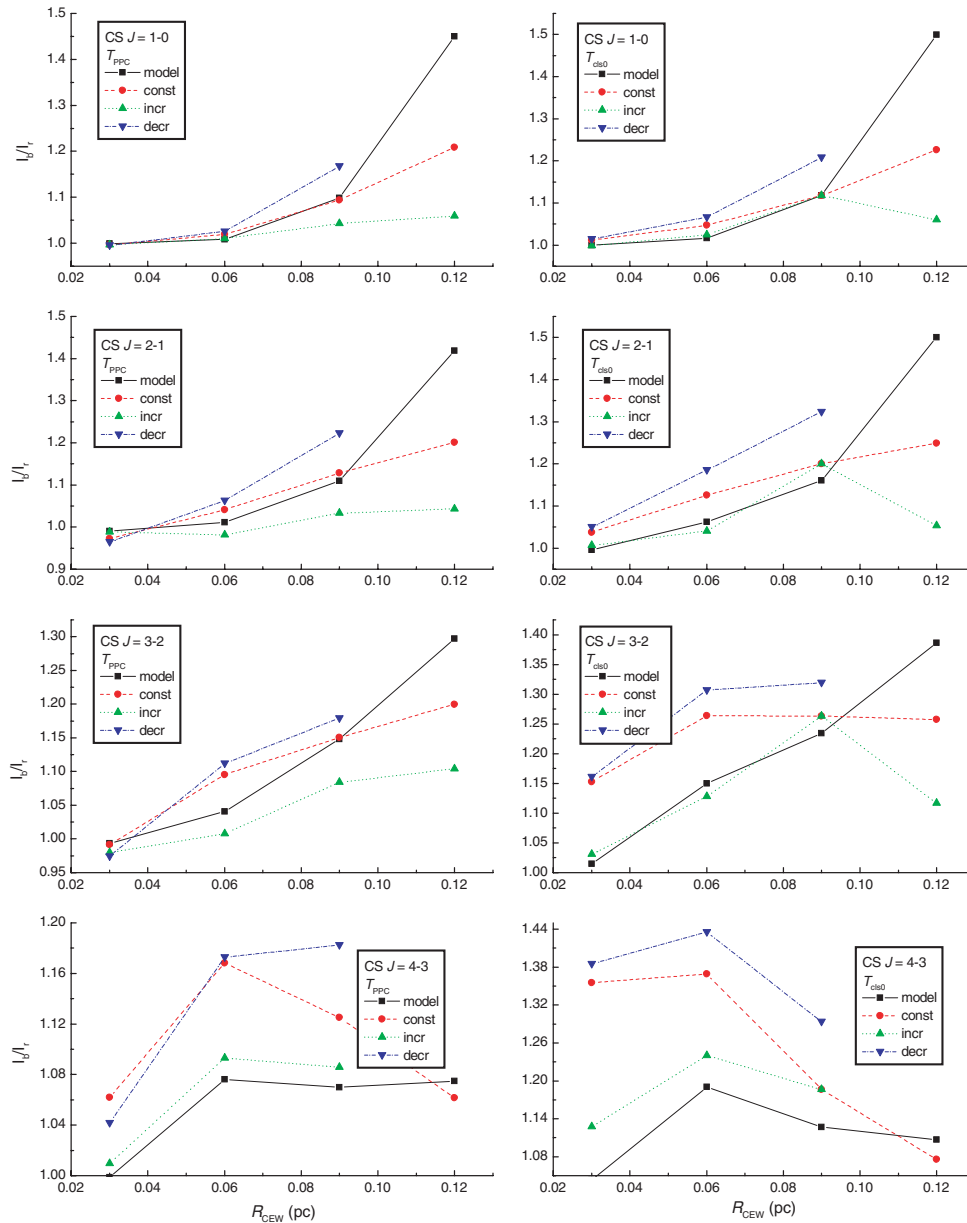 CS J = 1-0
T_PPC
model
const
incr
decr
I_b/I_r
1.5
1.4
1.3
1.2
1.1
1.0
0.02 0.04 0.06 0.08 0.10 0.12
CS J = 1-0
T_cls0
model
const
incr
decr
I_b/I_r
1.5
1.4
1.3
1.2
1.1
1.0
0.02 0.04 0.06 0.08 0.10 0.12
CS J = 2-1
T_PPC
model
const
incr
decr
I_b/I_r
1.5
1.4
1.3
1.2
1.1
1.0
0.9
0.02 0.04 0.06 0.08 0.10 0.12
CS J = 2-1
T_cls0
model
const
incr
decr
I_b/I_r
1.5
1.4
1.3
1.2
1.1
1.0
0.02 0.04 0.06 0.08 0.10 0.12
CS J = 3-2
T_PPC
model
const
incr
decr
I_b/I_r
1.30
1.25
1.20
1.15
1.10
1.05
1.00
0.95
0.02 0.04 0.06 0.08 0.10 0.12
CS J = 3-2
T_cls0
model
const
incr
decr
I_b/I_r
1.40
1.35
1.30
1.25
1.20
1.15
1.10
1.05
1.00
0.02 0.04 0.06 0.08 0.10 0.12
CS J = 4-3
T_PPC
model
const
incr
decr
I_b/I_r
1.20
1.16
1.12
1.08
1.04
1.00
0.02 0.04 0.06 0.08 0.10 0.12
R_CEW (pc)
CS J = 4-3
T_cls0
model
const
incr
decr
I_b/I_r
1.44
1.38
1.32
1.26
1.20
1.14
1.08
0.02 0.04 0.06 0.08 0.10 0.12
R_CEW (pc)